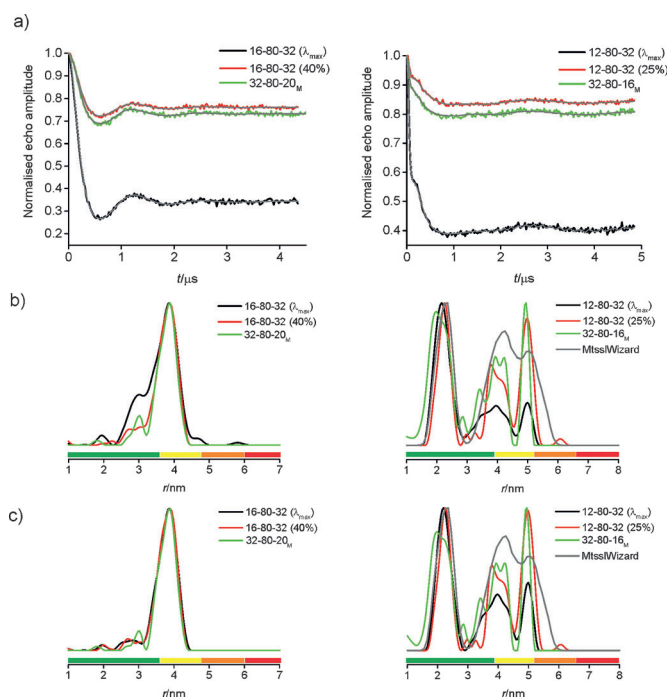 a)
16-80-32 (λmax)
16-80-32 (40%)
32-80-20M
1.0
0.9
0.8
0.7
0.6
0.5
0.4
0.3
0.2
Normalised echo amplitude
0 1 2 3 4
t/μs
12-80-32 (λmax)
12-80-32 (25%)
32-80-16M
1.0
0.8
0.6
0.4
Normalised echo amplitude
0 1 2 3 4 5
t/μs
b)
16-80-32 (λmax)
16-80-32 (40%)
32-80-20M
1 2 3 4 5 6 7
r/nm
12-80-32 (λmax)
12-80-32 (25%)
32-80-16M
MtsslWizard
1 2 3 4 5 6 7 8
r/nm
c)
16-80-32 (λmax)
16-80-32 (40%)
32-80-20M
1 2 3 4 5 6 7
r/nm
12-80-32 (λmax)
12-80-32 (25%)
32-80-16M
MtsslWizard
1 2 3 4 5 6 7 8
r/nm